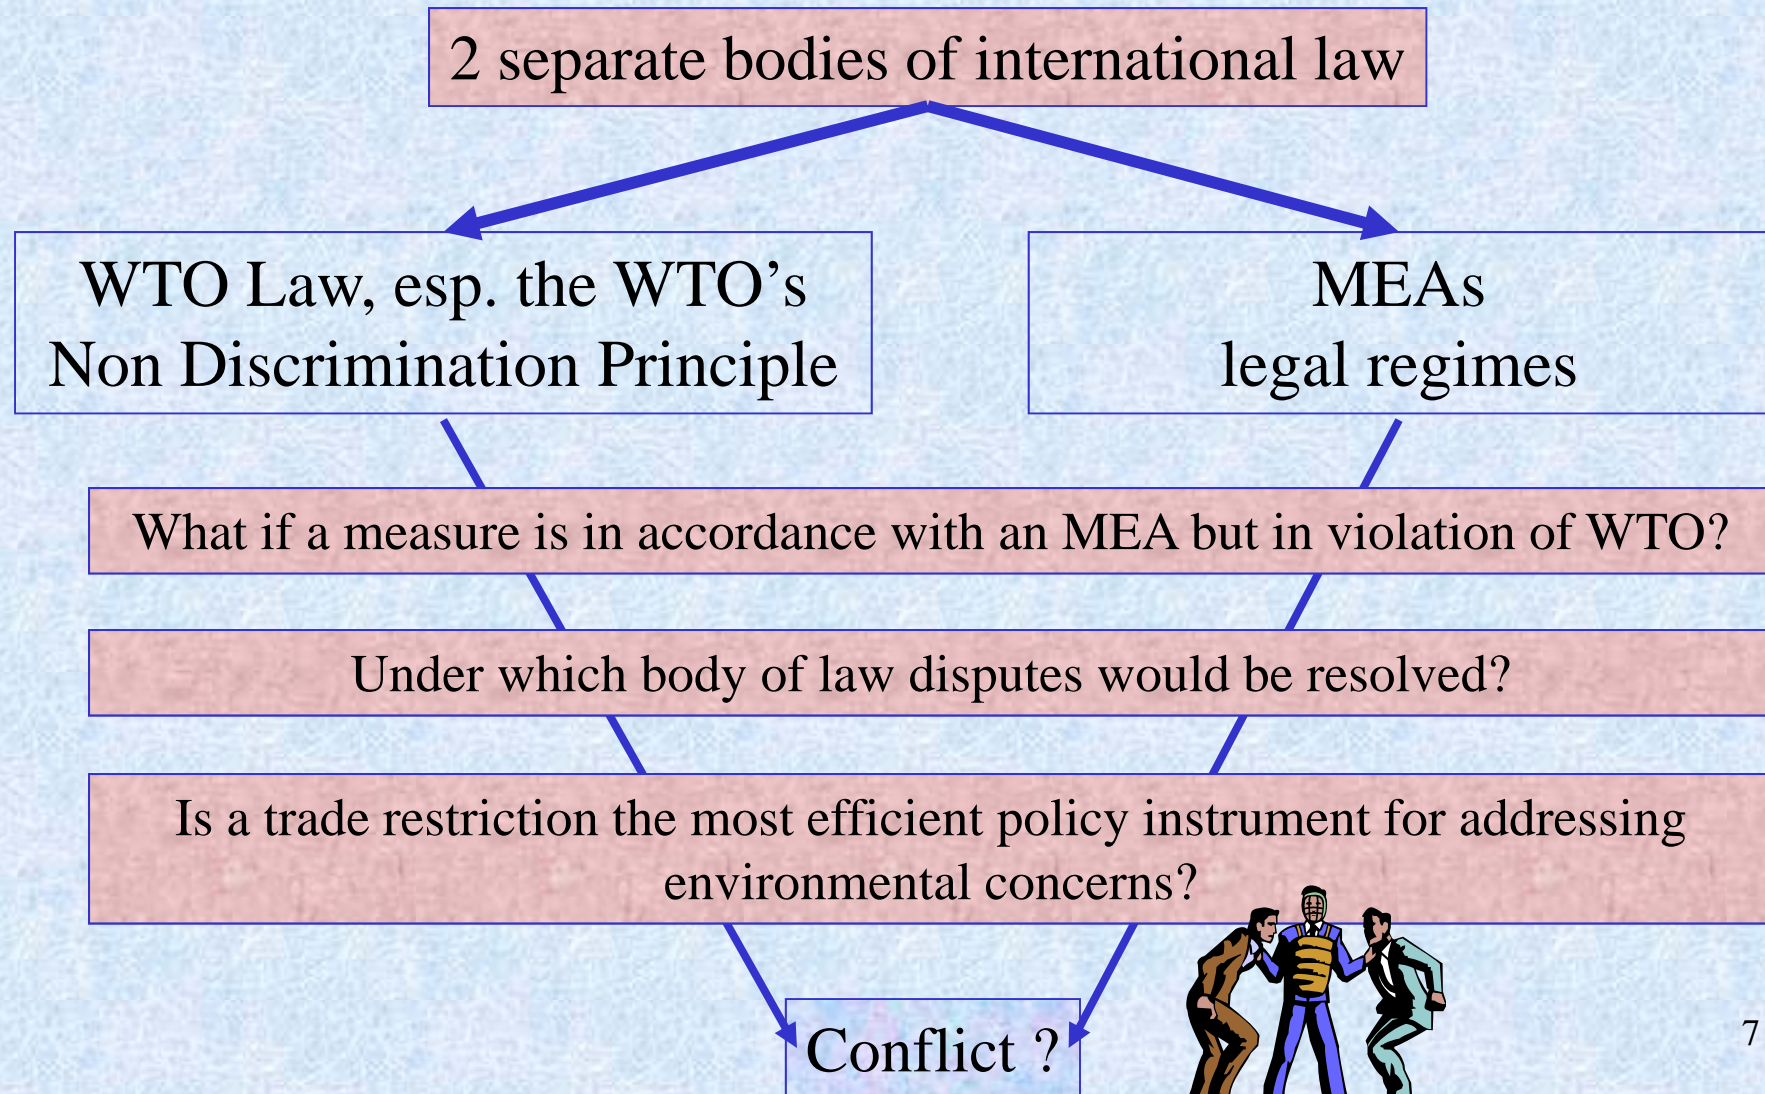 2 separate bodies of international law
WTO Law, esp. the WTO’s
Non Discrimination Principle
MEAs
legal regimes
What if a measure is in accordance with an MEA but in violation of WTO?
Under which body of law disputes would be resolved?
Is a trade restriction the most efficient policy instrument for addressing
environmental concerns?
Conflict ?
7